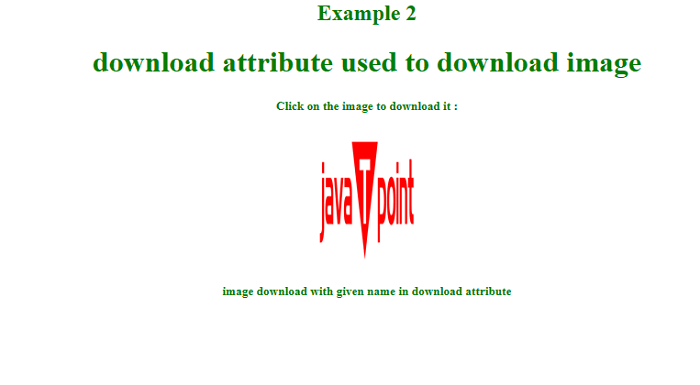 Example 2
download attribute used to download image
Click on the image to download it :
java T point
image download with given name in download attribute